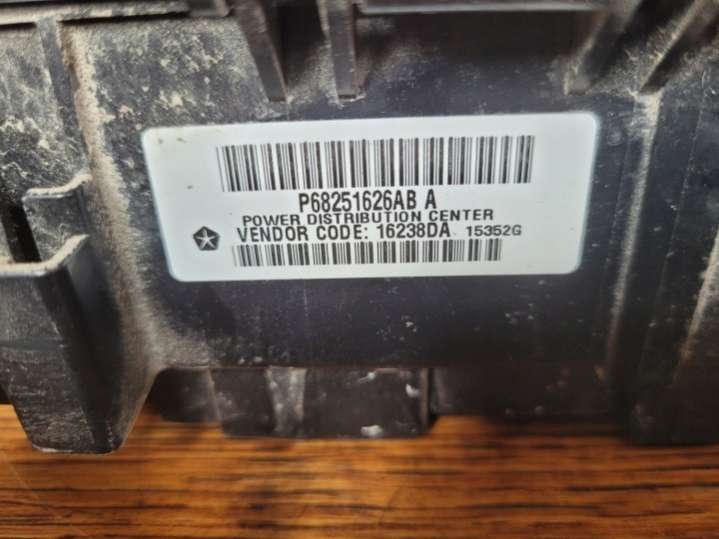 P68251626AB A
POWER DISTRIBUTION CENTER
VENDOR CODE: 16238DA 15352G